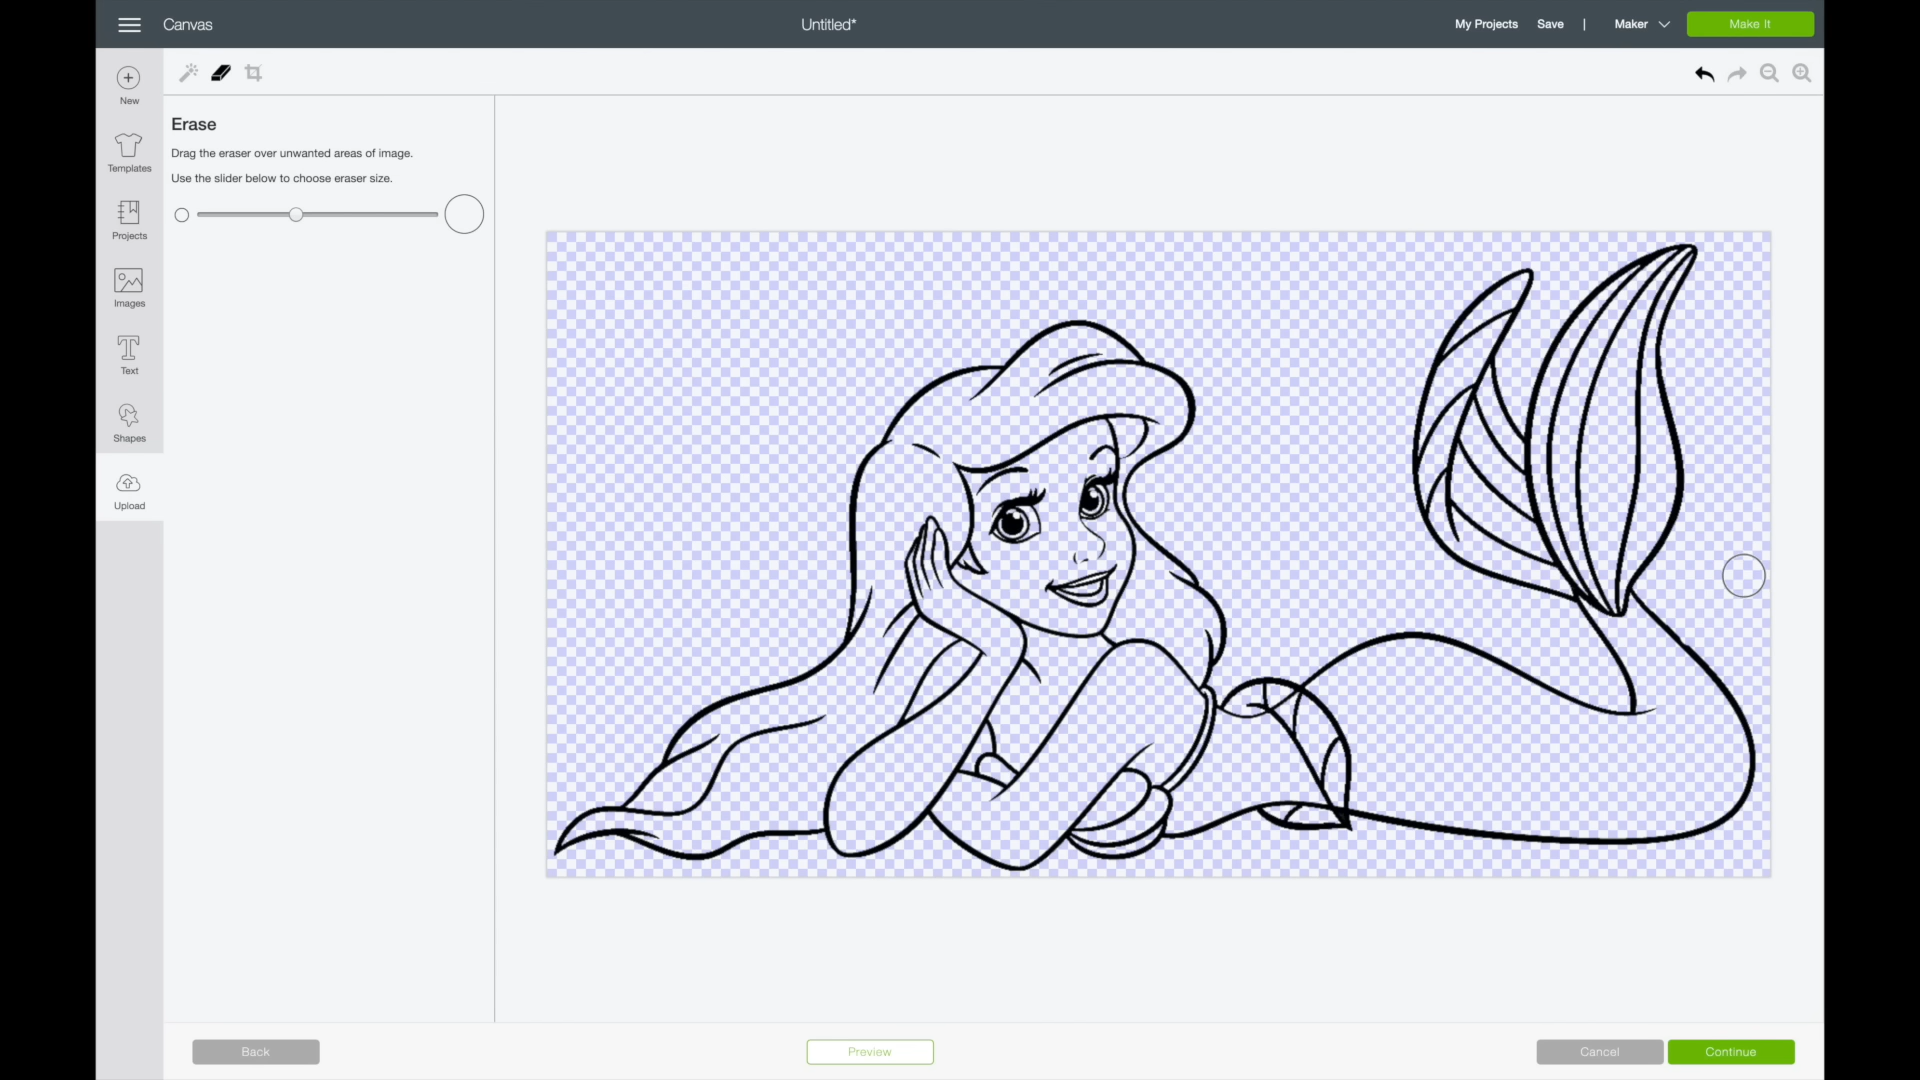 Canvas
Untitled*
My Projects
Save
|
Maker
Make It
New
Templates
Projects
Images
Text
Shapes
Upload
Erase
Drag the eraser over unwanted areas of image.
Use the slider below to choose eraser size.
Back
Preview
Cancel
Continue